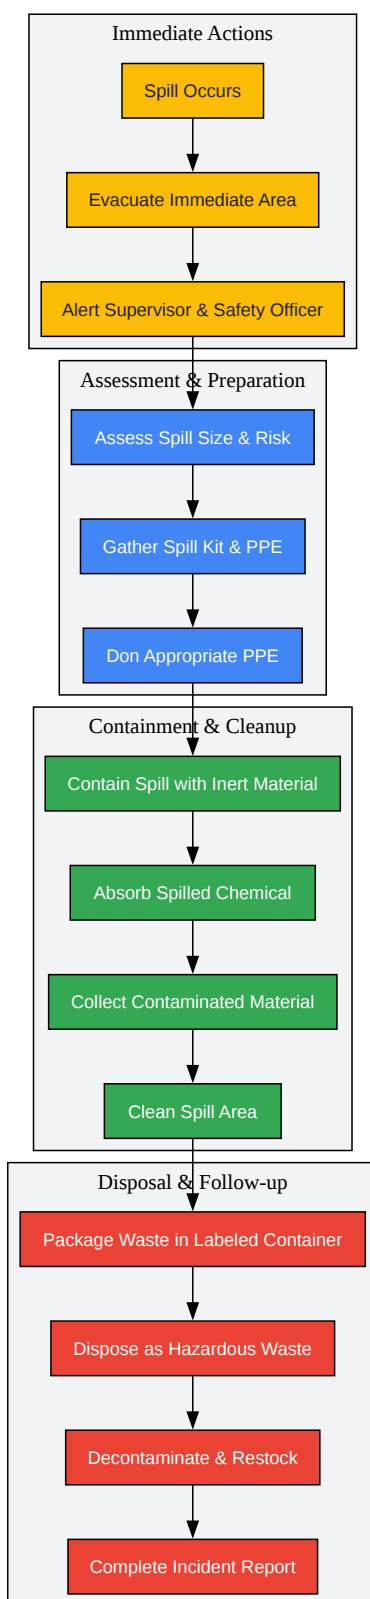 Immediate Actions
Spill Occurs
Evacuate Immediate Area
Alert Supervisor & Safety Officer
Assessment & Preparation
Assess Spill Size & Risk
Gather Spill Kit & PPE
Don Appropriate PPE
Containment & Cleanup
Contain Spill with Inert Material
Absorb Spilled Chemical
Collect Contaminated Material
Clean Spill Area
Disposal & Follow-up
Package Waste in Labeled Container
Dispose as Hazardous Waste
Decontaminate & Restock
Complete Incident Report